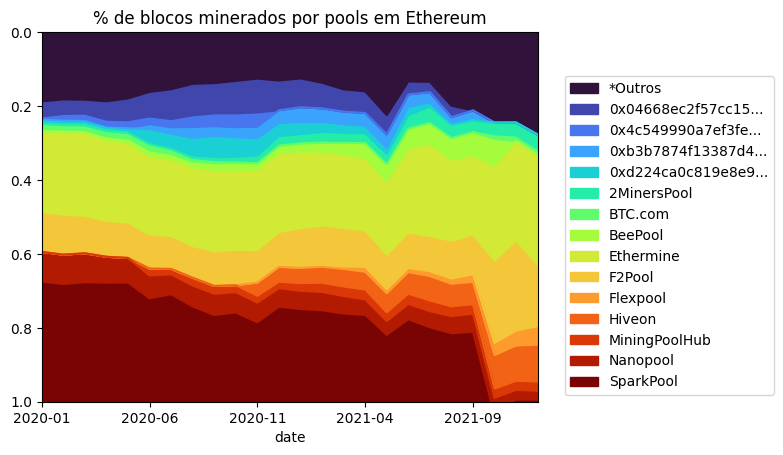 % de blocos minerados por pools em Ethereum
0.0
0.2
0.4
0.6
0.8
1.0
2020-01
2020-06
2020-11
2021-04
2021-09
date
*Outros
0x04668ec2f57cc15...
0x4c549990a7ef3fe...
0xb3b7874f13387d4...
0xd224ca0c819e8e9...
2MinersPool
BTC.com
BeePool
Ethermine
F2Pool
Flexpool
Hiveon
MiningPoolHub
Nanopool
SparkPool